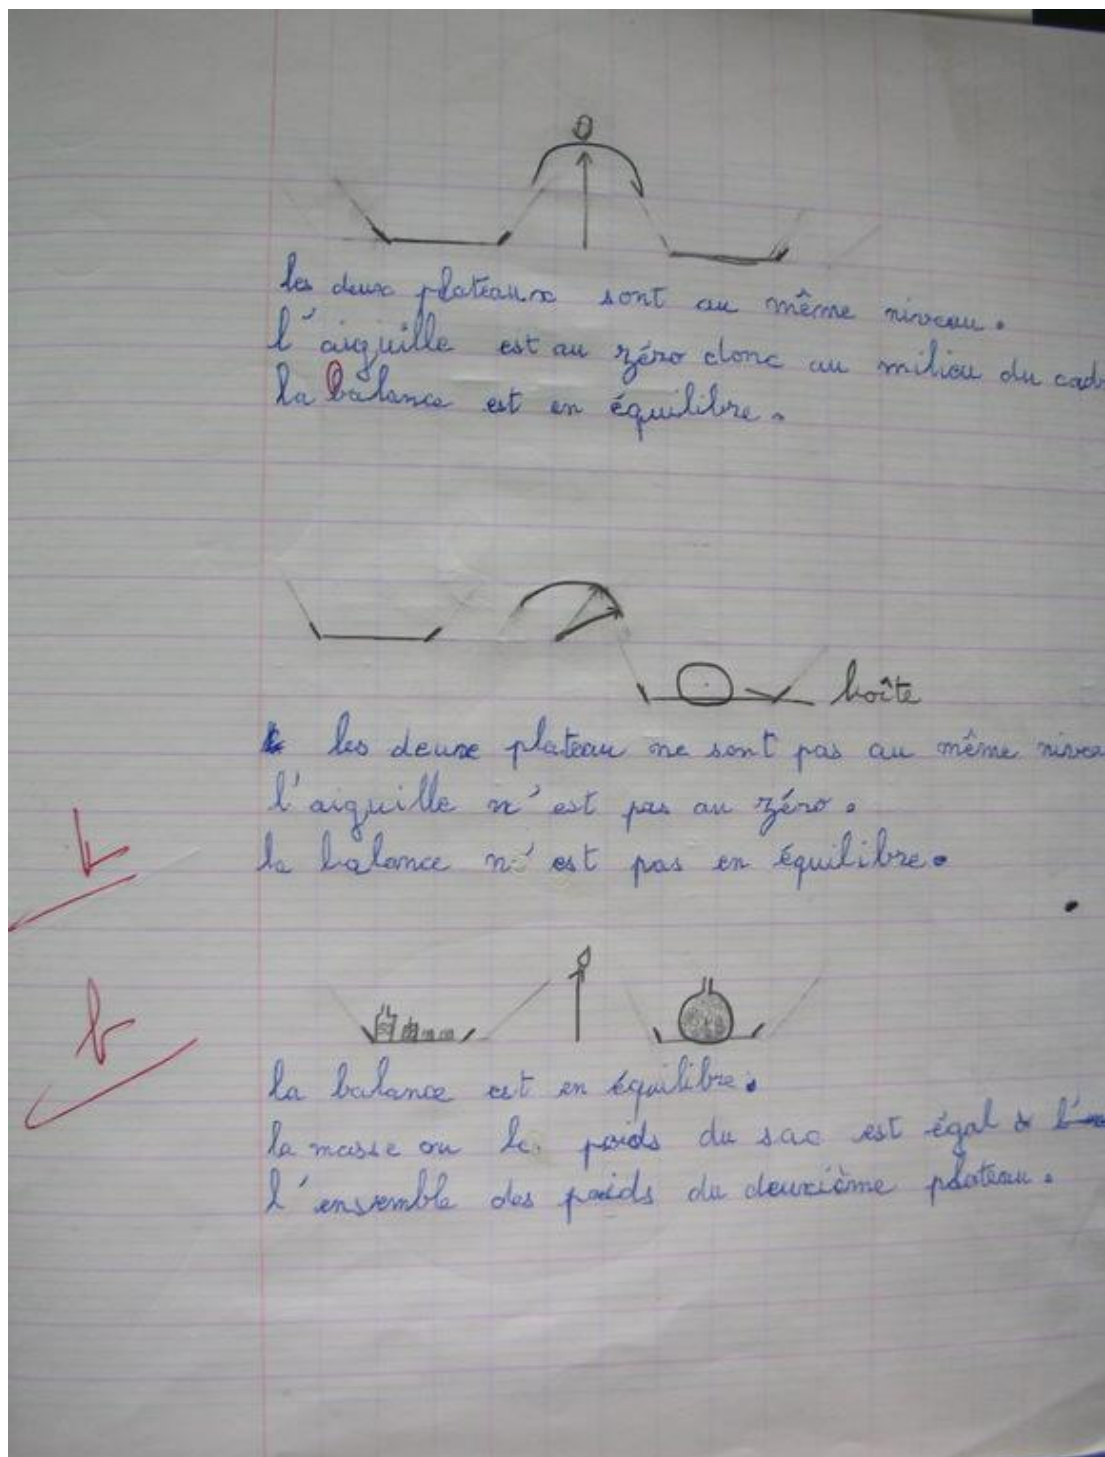 0
les deux plateaux sont au même niveau.
l'aiguille est au zéro donc au milieu du cad
la balance est en équilibre.
boîte
les deux plateau ne sont pas au même nivea
l'aiguille n'est pas au zéro.
la balance n'est pas en équilibre.
b
b
la balance est en équilibre.
la masse ou le poids du sac est égal à
l'ensemble des poids du deuxième plateau.